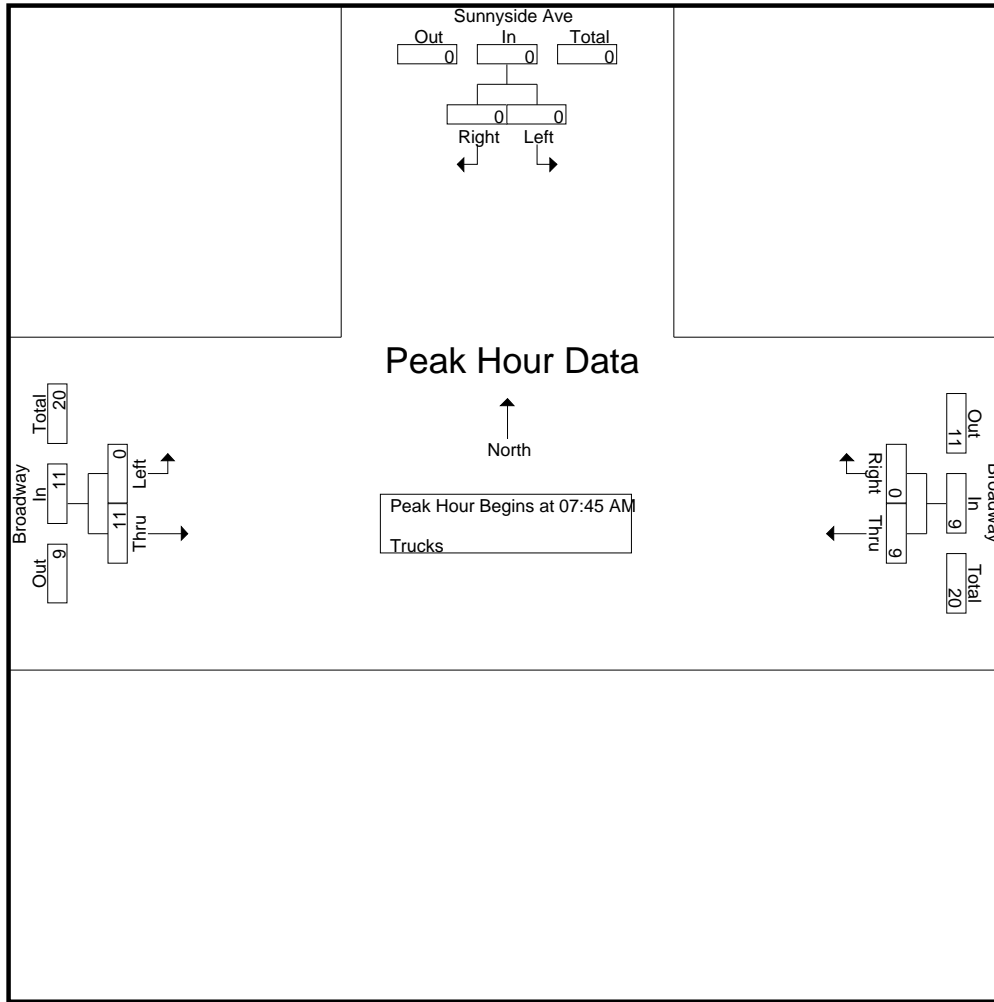 Sunnyside Ave
Out In Total
0 0 0
0 0
Right Left
Peak Hour Data
North
Peak Hour Begins at 07:45 AM
Trucks
Broadway
Total In Out
20 11 9
0 11
Left Thru
Broadway
Out In Total
11 9 20
0 9
Right Thru